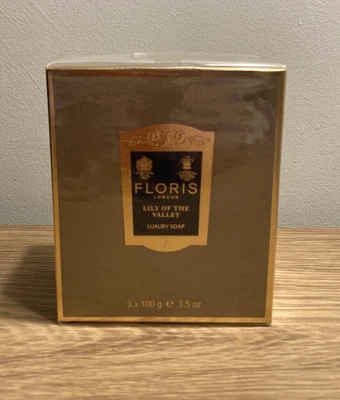 FLORIS
LONDON
LILY OF THE
VALLEY
LUXURY SOAP
3 x 100 g ℮ 3.5 oz